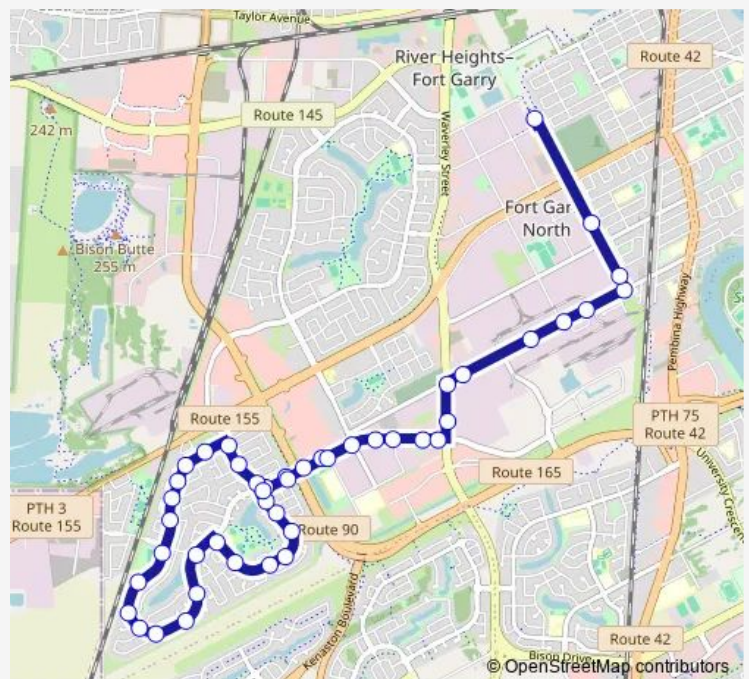 Taylor Avenue
River Heights–
Fort Garry
Route 42
Route 145
242 m
Waverley Street
Fort Gar
North
Bison Butte
255 m
Pembina Highway
Route 155
PTH 75
Route 42
Route 165
University Crescen
PTH 3
Route 155
Route 90
Kenaston Boulevard
Route 42
Bison Drive
© OpenStreetMap contributors